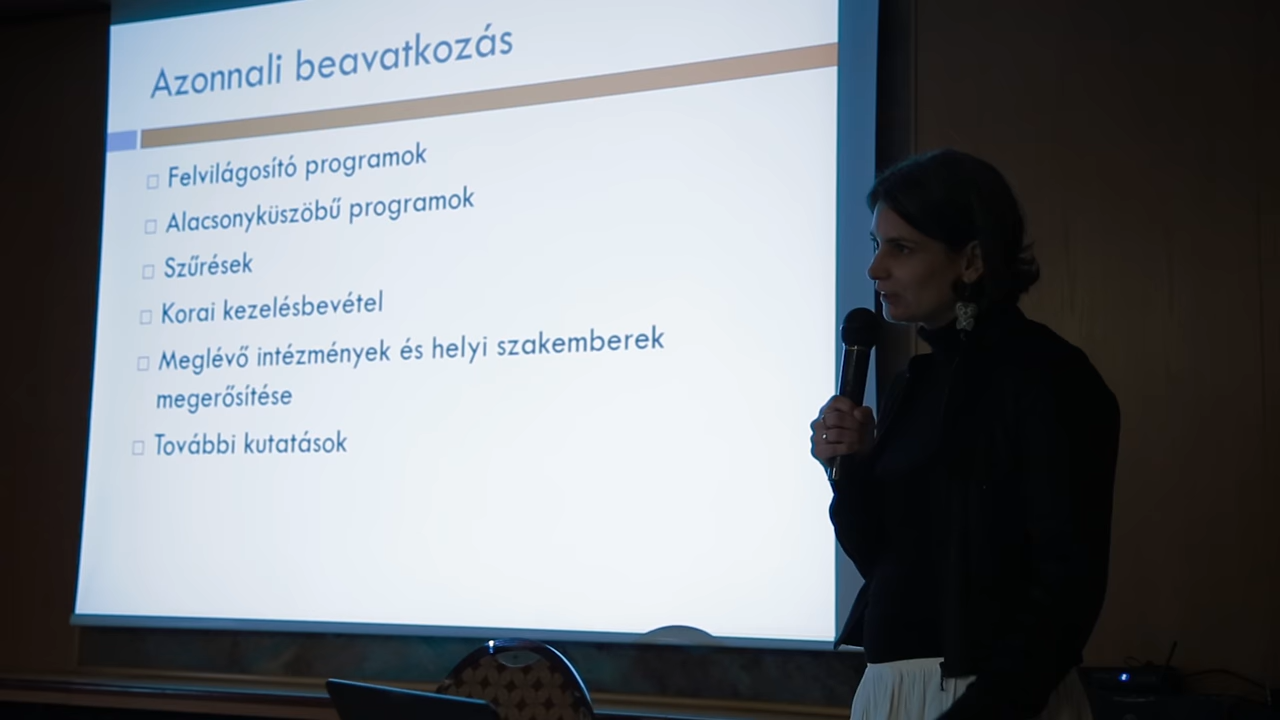 Azonnali beavatkozás
Felvilágosító programok
Alacsonyküszöbű programok
Szűrések
Korai kezelésbevétel
Meglévő intézmények és helyi szakemberek
megerősítése
További kutatások